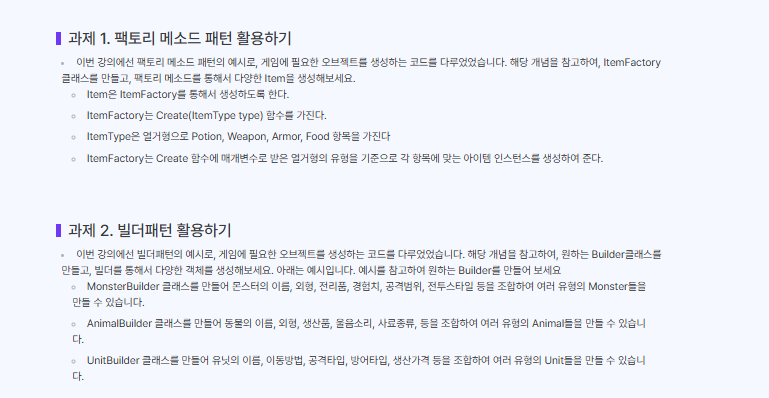 과제 1. 팩토리 메소드 패턴 활용하기
이번 강의에선 팩토리 메소드 패턴의 예시로, 게임에 필요한 오브젝트를 생성하는 코드를 다루었었습니다. 해당 개념을 참고하여, ItemFactory
클래스를 만들고, 팩토리 메소드를 통해서 다양한 Item을 생성해보세요.
Item은 ItemFactory를 통해서 생성하도록 한다.
ItemFactory는 Create(ItemType type) 함수를 가진다.
ItemType은 열거형으로 Potion, Weapon, Armor, Food 항목을 가진다
ItemFactory는 Create 함수에 매개변수로 받은 열거형의 유형을 기준으로 각 항목에 맞는 아이템 인스턴스를 생성하여 준다.
과제 2. 빌더패턴 활용하기
이번 강의에선 빌더패턴의 예시로, 게임에 필요한 오브젝트를 생성하는 코드를 다루었었습니다. 해당 개념을 참고하여, 원하는 Builder클래스를
만들고, 빌더를 통해서 다양한 객체를 생성해보세요. 아래는 예시입니다. 예시를 참고하여 원하는 Builder를 만들어 보세요
MonsterBuilder 클래스를 만들어 몬스터의 이름, 외형, 전리품, 경험치, 공격범위, 전투스타일 등을 조합하여 여러 유형의 Monster들을
만들 수 있습니다.
AnimalBuilder 클래스를 만들어 동물의 이름, 외형, 생산품, 울음소리, 사료종류, 등을 조합하여 여러 유형의 Animal들을 만들 수 있습니
다.
UnitBuilder 클래스를 만들어 유닛의 이름, 이동방법, 공격타입, 방어타입, 생산가격 등을 조합하여 여러 유형의 Unit들을 만들 수 있습니
다.